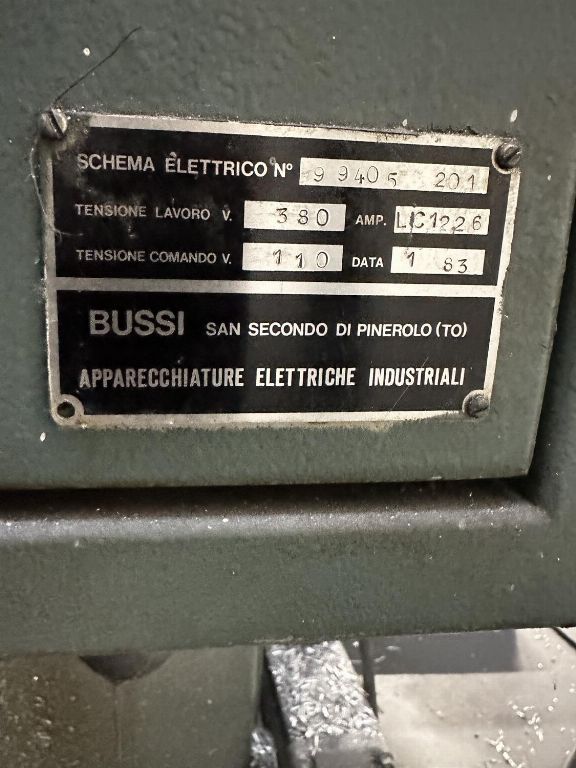 SCHEMA ELETTRICO N° 99405 201
TENSIONE LAVORO V. 380 AMP. LC1226
TENSIONE COMANDO V. 110 DATA 1 83
BUSSI SAN SECONDO DI PINEROLO (TO)
APPARECCHIATURE ELETTRICHE INDUSTRIALI